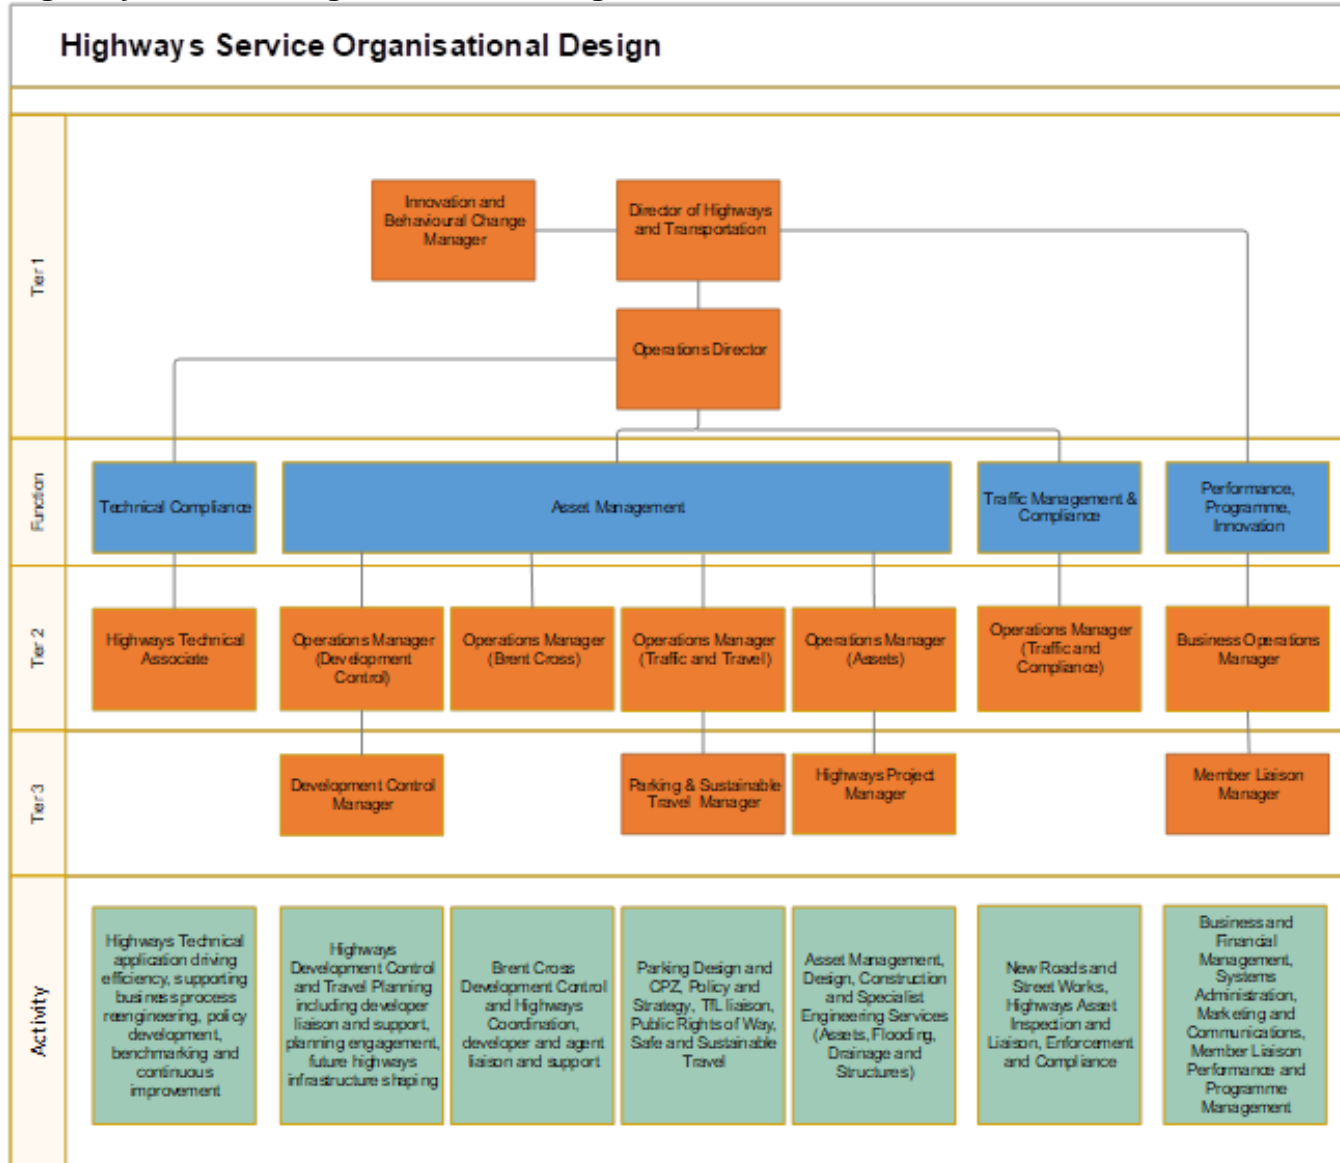 Highways Service Organisational Design
Tier 1
Innovation and
Behavioural Change
Manager
Director of Highways
and Transportation
Operations Director
Function
Technical Compliance
Asset Management
Traffic Management &
Compliance
Performance,
Programme,
Innovation
Tier 2
Highways Technical
Associate
Operations Manager
(Development
Control)
Operations Manager
(Brent Cross)
Operations Manager
(Traffic and Travel)
Operations Manager
(Assets)
Operations Manager
(Traffic and
Compliance)
Business Operations
Manager
Tier 3
Development Control
Manager
Parking & Sustainable
Travel Manager
Highways Project
Manager
Member Liaison
Manager
Activity
Highways Technical
application driving
efficiency, supporting
business process
reengineering, policy
development,
benchmarking and
continuous
improvement
Highways
Development Control
and Travel Planning
including developer
liaison and support,
planning engagement,
future highways
infrastructure shaping
Brent Cross
Development Control
and Highways
Coordination,
developer and agent
liaison and support
Parking Design and
CPZ, Policy and
Strategy, TfL liaison,
Public Rights of Way,
Safe and Sustainable
Travel
Asset Management,
Design, Construction
and Specialist
Engineering Services
(Assets, Flooding,
Drainage and
Structures)
New Roads and
Street Works,
Highways Asset
Inspection and
Liaison, Enforcement
and Compliance
Business and
Financial
Management,
Systems
Administration,
Marketing and
Communications,
Member Liaison
Performance and
Programme
Management